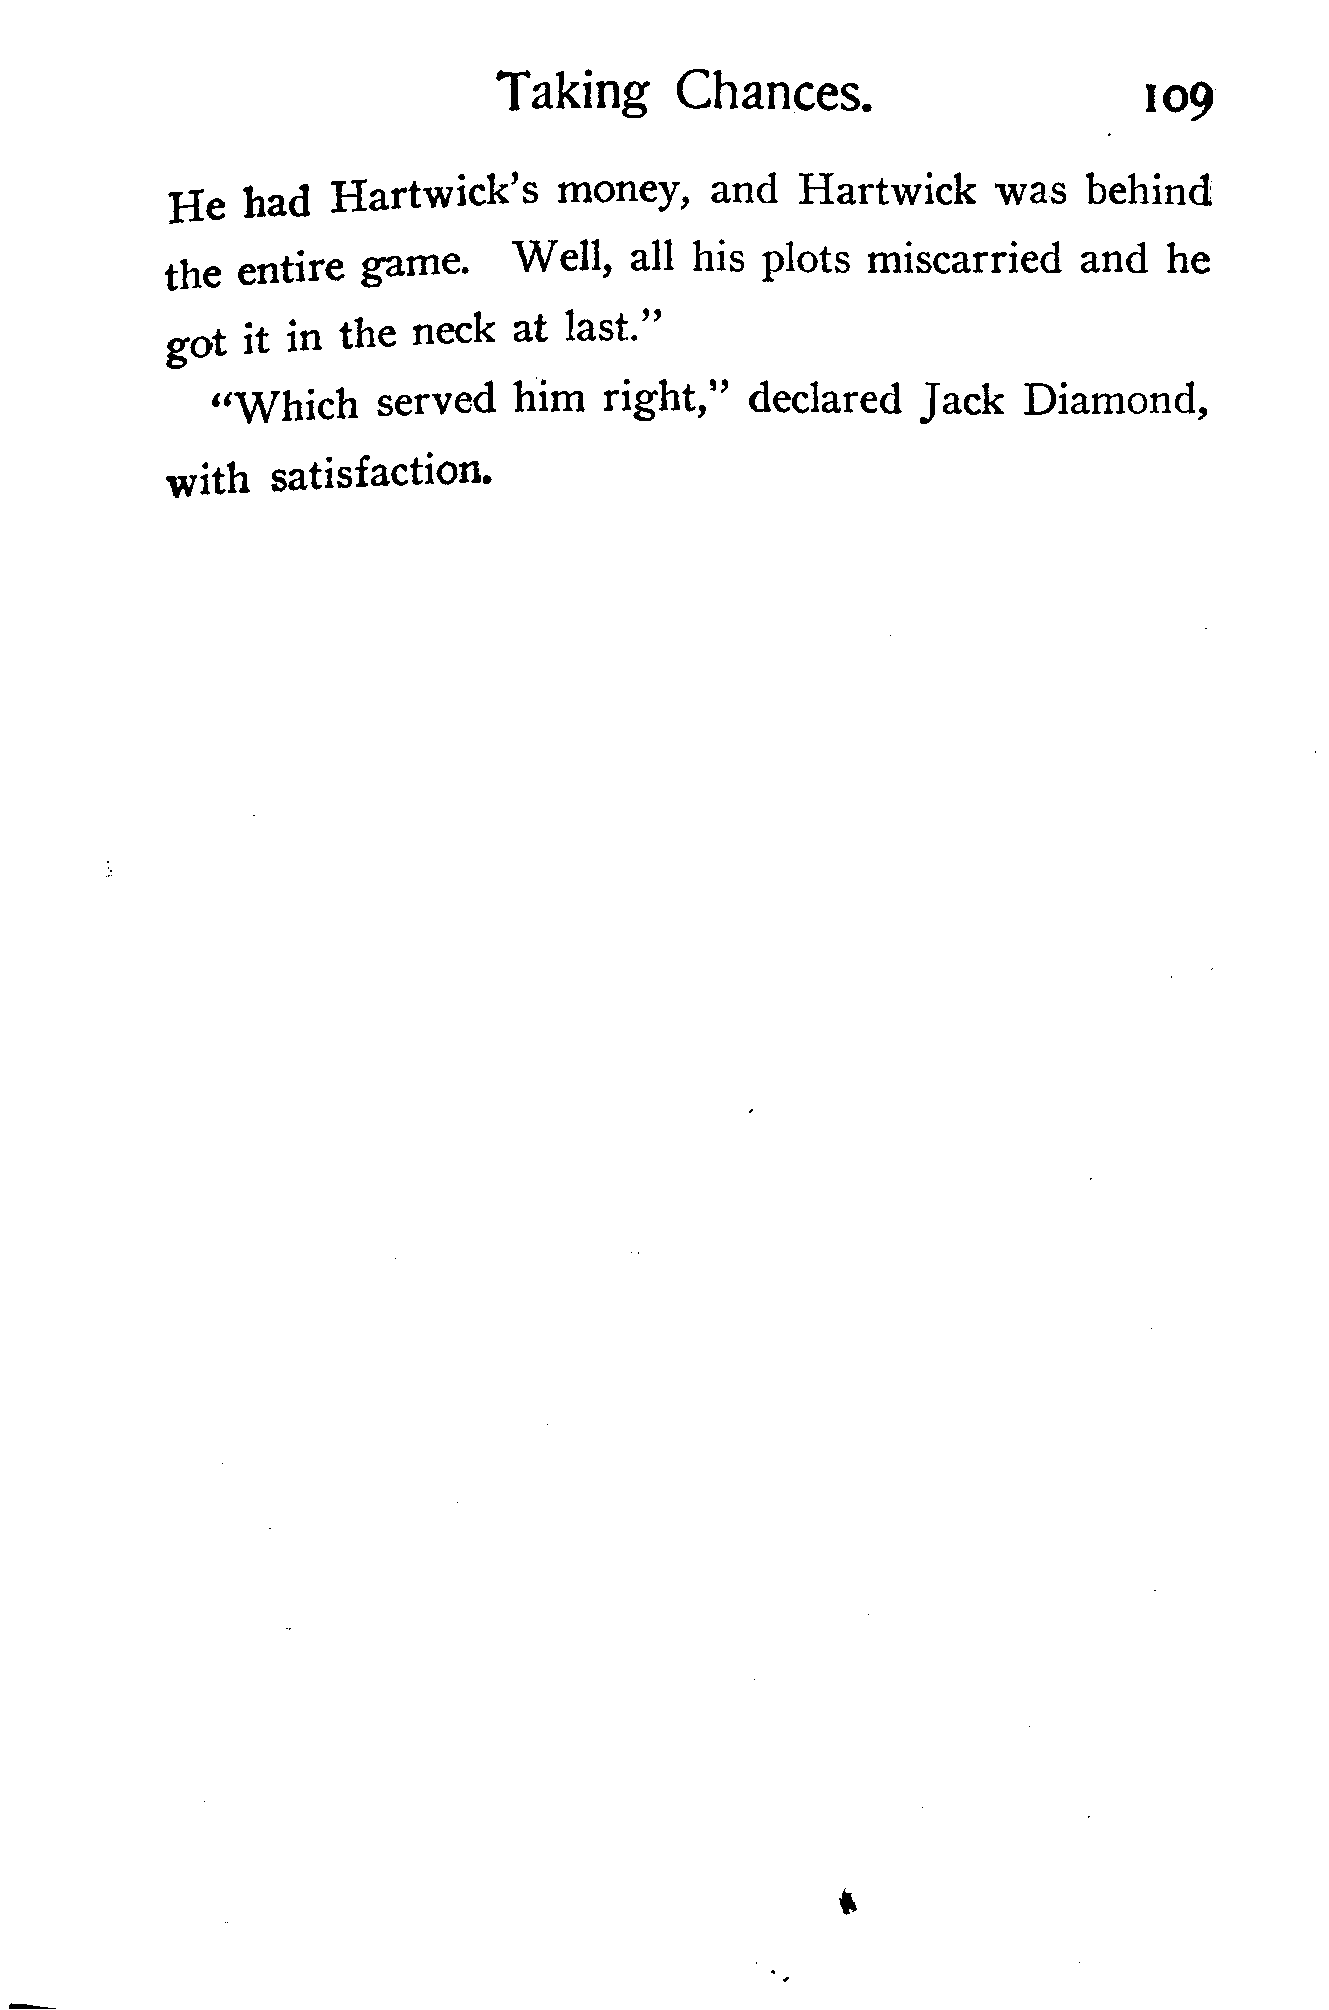 Taking Chances. 109
He had Hartwick's money, and Hartwick was behind
the entire game. Well, all his plots miscarried and he
got it in the neck at last.”
“Which served him right,” declared Jack Diamond,
with satisfaction.